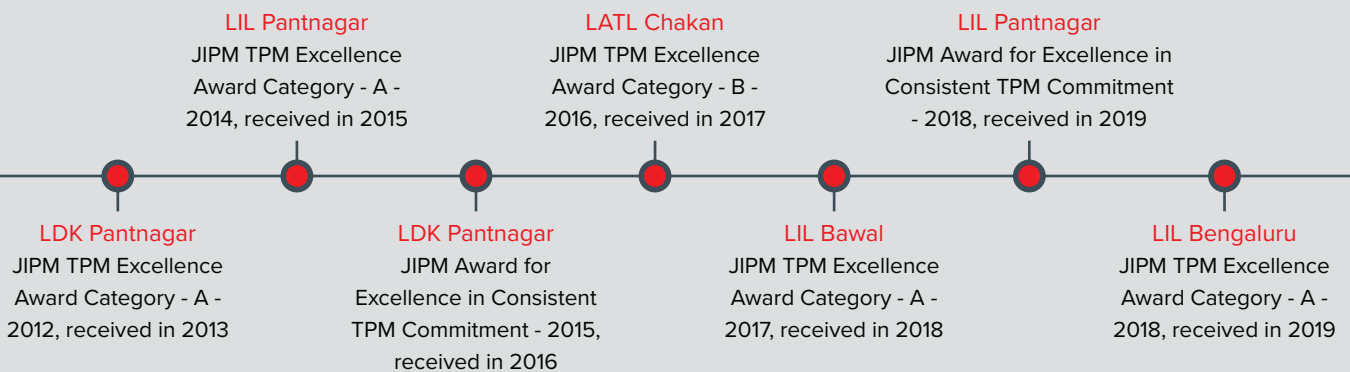 LIL Pantnagar
JIPM TPM Excellence
Award Category - A -
2014, received in 2015
LATL Chakan
JIPM TPM Excellence
Award Category - B -
2016, received in 2017
LIL Pantnagar
JIPM Award for Excellence in
Consistent TPM Commitment
- 2018, received in 2019
LDK Pantnagar
JIPM TPM Excellence
Award Category - A -
2012, received in 2013
LDK Pantnagar
JIPM Award for
Excellence in Consistent
TPM Commitment - 2015,
received in 2016
LIL Bawal
JIPM TPM Excellence
Award Category - A -
2017, received in 2018
LIL Bengaluru
JIPM TPM Excellence
Award Category - A -
2018, received in 2019